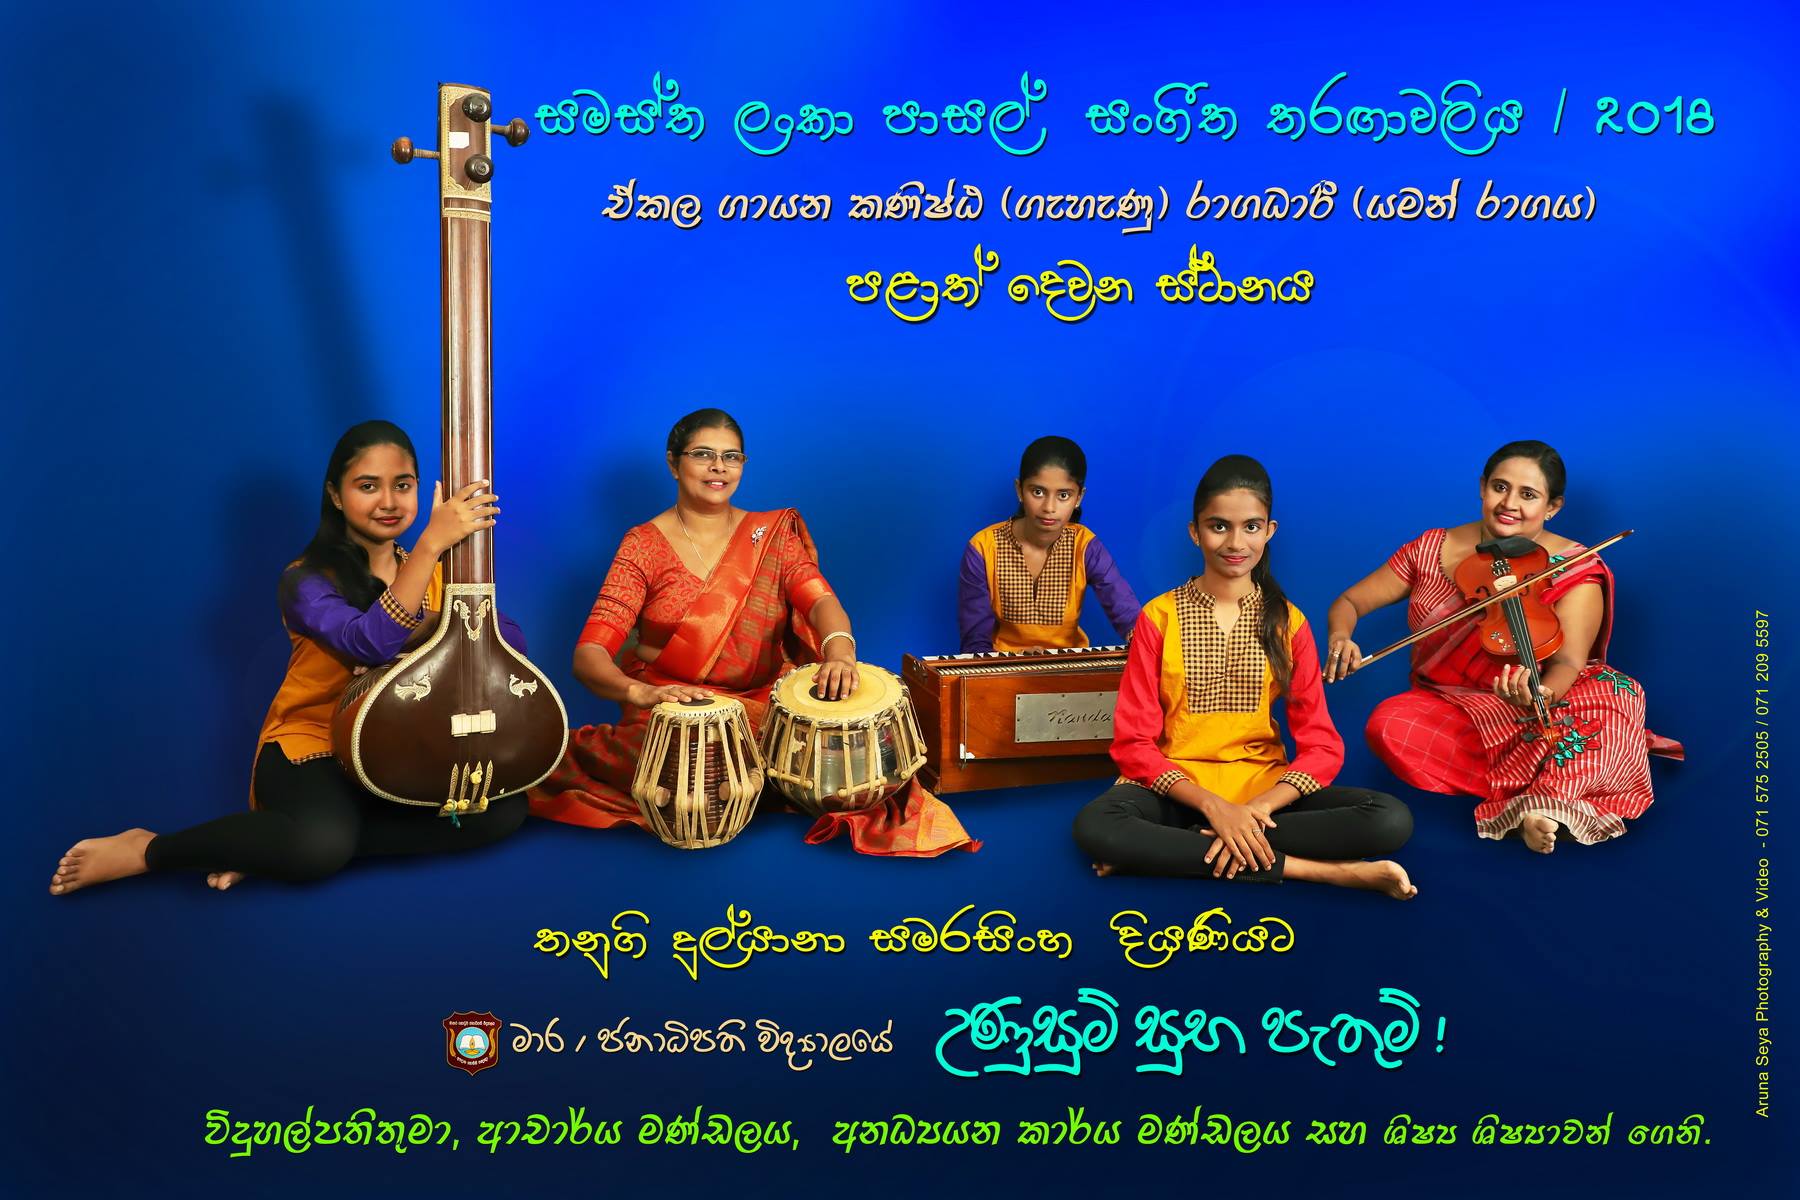 සමස්ත ලංකා පාසල් සංගීත තරඟාවලිය / 2018
ඒකල ගායන කණිෂ්ඨ (ගැහැණු) රාගධාරී (යමන් රාගය)
පළාත් දෙවන ස්ථානය
Nanda
තනුගි දුල්යානා සමරසිංහ දියණියට
මාර / ජනාධිපති විද්‍යාලයේ උණුසුම් සුභ පැතුම් !
විදුහල්පතිතුමා, ආචාර්ය මණ්ඩලය, අනධ්‍යයන කාර්ය මණ්ඩලය සහ ශිෂ්‍ය ශිෂ්‍යාවන් ගෙනි.
Aruna Seya Photography & Video - 071 575 2505 / 071 209 5597